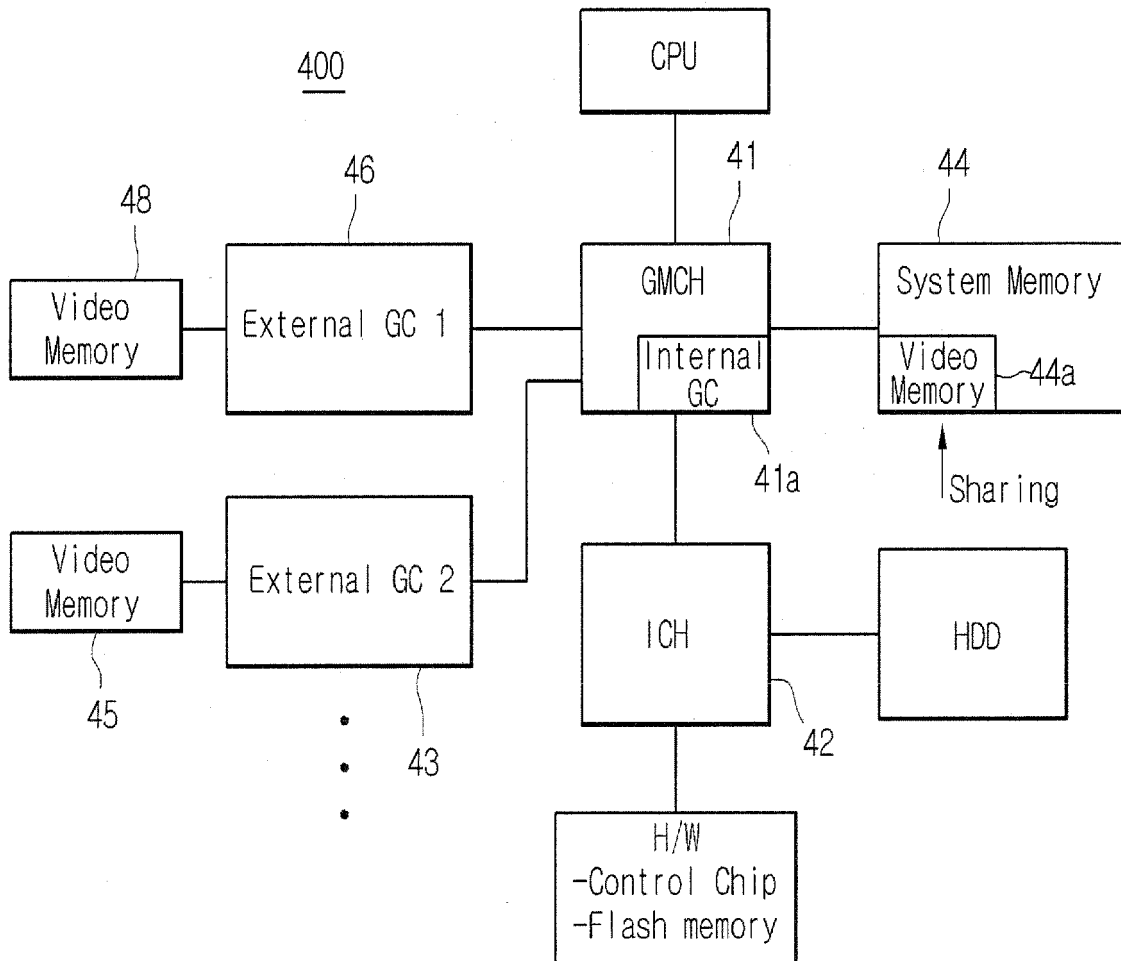 400
CPU
46
41
44
48
Video
Memory
External GC 1
GMCH
Internal
GC
System Memory
Video
Memory
44a
41a
Sharing
Video
Memory
External GC 2
ICH
HDD
45
43
42
H/W
-Control Chip
-Flash memory